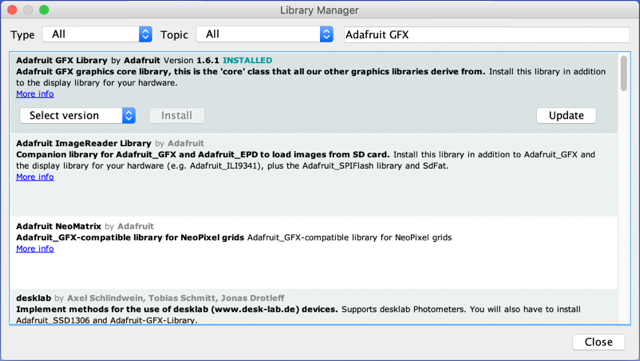 Library Manager
Type All Topic All Adafruit GFX
Adafruit GFX Library by Adafruit Version 1.6.1 INSTALLED
Adafruit GFX graphics core library, this is the 'core' class that all our other graphics libraries derive from. Install this library in addition
to the display library for your hardware.
More info
Select version Install Update
Adafruit ImageReader Library by Adafruit
Companion library for Adafruit_GFX and Adafruit_EPD to load images from SD card. Install this library in addition to Adafruit_GFX and
the display library for your hardware (e.g. Adafruit_ILI9341), plus the Adafruit_SPIFlash library and SdFat.
More info
Adafruit NeoMatrix by Adafruit
Adafruit_GFX-compatible library for NeoPixel grids Adafruit_GFX-compatible library for NeoPixel grids
More info
desklab by Axel Schlindwein, Tobias Schmitt, Jonas Drotleff
Implement methods for the use of desklab (www.desk-lab.de) devices. Supports desklab Photometers. You will also have to install
Adafruit_SSD1306 and Adafruit-GFX-Library.
Close